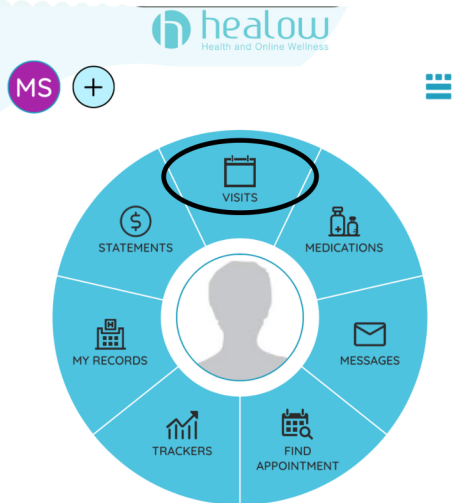 healow
Health and Online Wellness
MS
VISITS
STATEMENTS
MEDICATIONS
H
MY RECORDS
MESSAGES
TRACKERS
FIND
APPOINTMENT